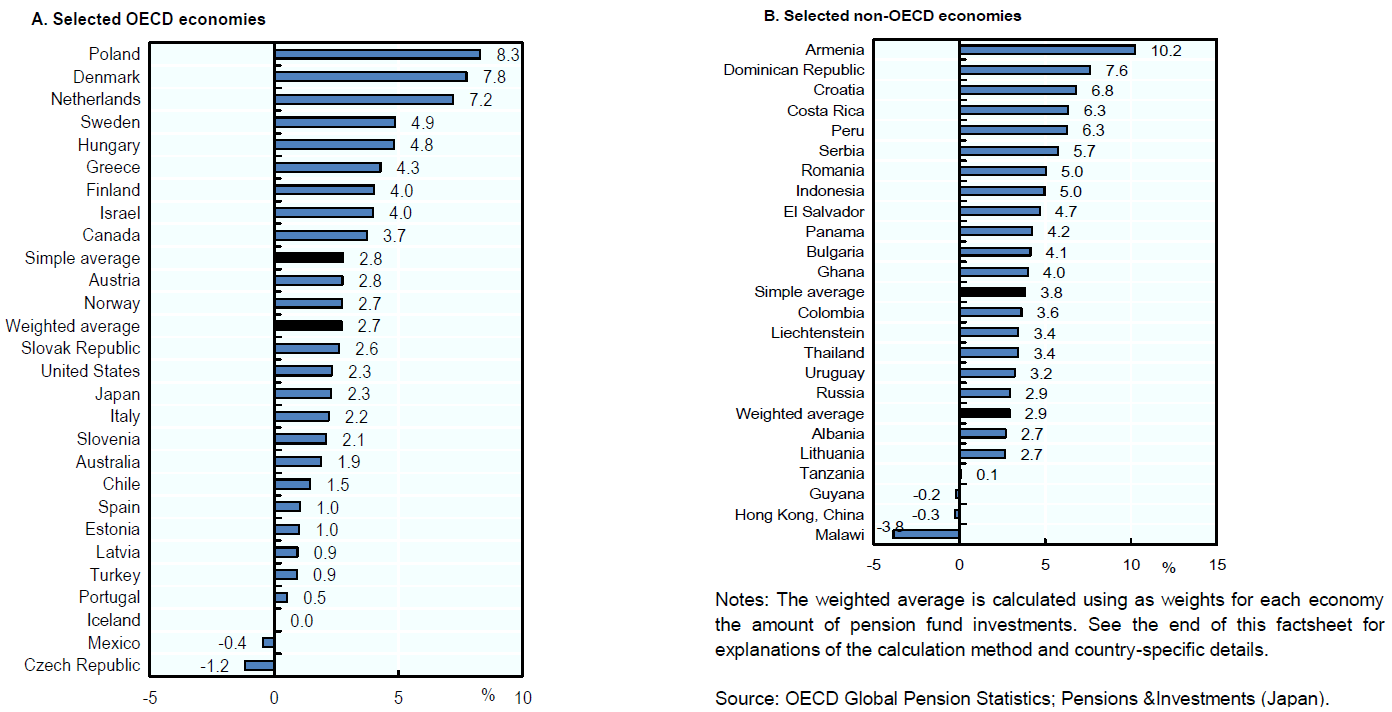 A. Selected OECD economies
Poland 8.3
Denmark 7.8
Netherlands 7.2
Sweden 4.9
Hungary 4.8
Greece 4.3
Finland 4.0
Israel 4.0
Canada 3.7
Simple average 2.8
Austria 2.8
Norway 2.7
Weighted average 2.7
Slovak Republic 2.6
United States 2.3
Japan 2.3
Italy 2.2
Slovenia 2.1
Australia 1.9
Chile 1.5
Spain 1.0
Estonia 1.0
Latvia 0.9
Turkey 0.9
Portugal 0.5
Iceland 0.0
Mexico -0.4
Czech Republic -1.2
-5 0 5 % 10
B. Selected non-OECD economies
Armenia 10.2
Dominican Republic 7.6
Croatia 6.8
Costa Rica 6.3
Peru 6.3
Serbia 5.7
Romania 5.0
Indonesia 5.0
El Salvador 4.7
Panama 4.2
Bulgaria 4.1
Ghana 4.0
Simple average 3.8
Colombia 3.6
Liechtenstein 3.4
Thailand 3.4
Uruguay 3.2
Russia 2.9
Weighted average 2.9
Albania 2.7
Lithuania 2.7
Tanzania 0.1
Guyana -0.2
Hong Kong, China -0.3
Malawi -3.8
-5 0 5 10 % 15
Notes: The weighted average is calculated using as weights for each economy
the amount of pension fund investments. See the end of this factsheet for
explanations of the calculation method and country-specific details.
Source: OECD Global Pension Statistics; Pensions &Investments (Japan).